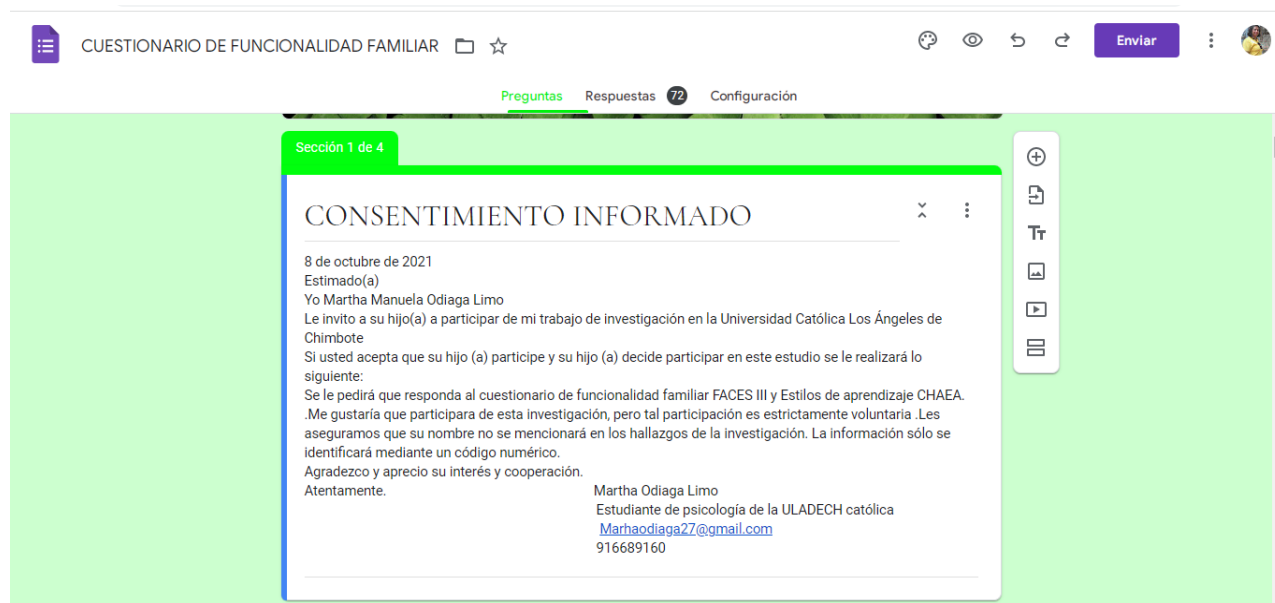 CUESTIONARIO DE FUNCIONALIDAD FAMILIAR
Enviar
Preguntas
Respuestas 72
Configuración
Sección 1 de 4
CONSENTIMIENTO INFORMADO
8 de octubre de 2021
Estimado(a)
Yo Martha Manuela Odiaga Limo
Le invito a su hijo(a) a participar de mi trabajo de investigación en la Universidad Católica Los Ángeles de
Chimbote
Si usted acepta que su hijo (a) participe y su hijo (a) decide participar en este estudio se le realizará lo
siguiente:
Se le pedirá que responda al cuestionario de funcionalidad familiar FACES III y Estilos de aprendizaje CHAEA.
.Me gustaría que participara de esta investigación, pero tal participación es estrictamente voluntaria .Les
aseguramos que su nombre no se mencionará en los hallazgos de la investigación. La información sólo se
identificará mediante un código numérico.
Agradezco y aprecio su interés y cooperación.
Atentamente. Martha Odiaga Limo
Estudiante de psicología de la ULADECH católica
Marhaodiaga27@gmail.com
916689160
Tт